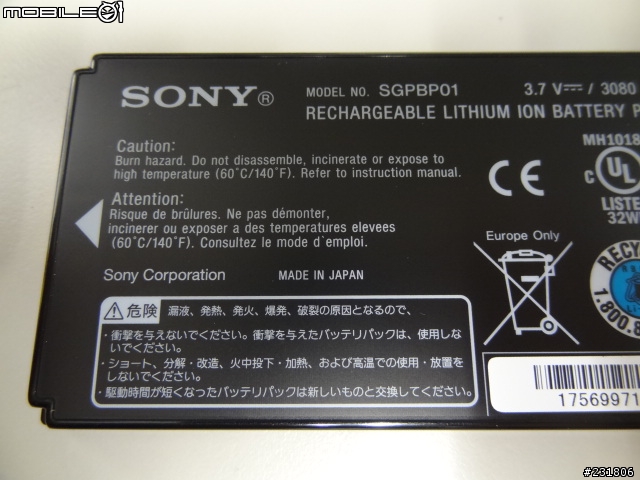 MOBILE01
SONY®
MODEL NO. SGPBP01
3.7 V / 3080
RECHARGEABLE LITHIUM ION BATTERY P
Caution:
Burn hazard. Do not disassemble, incinerate or expose to
high temperature (60°C/140°F). Refer to instruction manual.
Attention:
Risque de brûlures. Ne pas démonter,
incinerer ou exposer a des temperatures elevees
(60°C/140°F). Consultez le mode d`emploi.
Sony Corporation
MADE IN JAPAN
CE
MH1018
C UL
LISTE
32W
Europe Only
RECY
1.800.8
⚠危険 漏液、発熱、発火、爆発、破裂の原因となるので、
・衝撃を与えないでください。衝撃を与えたバッテリパックは、使用しな
いでください。
・ショート、分解・改造、火中投下・加熱、および高温での使用・放置を
しないでください。
・駆動時間が短くなったバッテリパックは新しいものと交換してください。
17569971
#231806